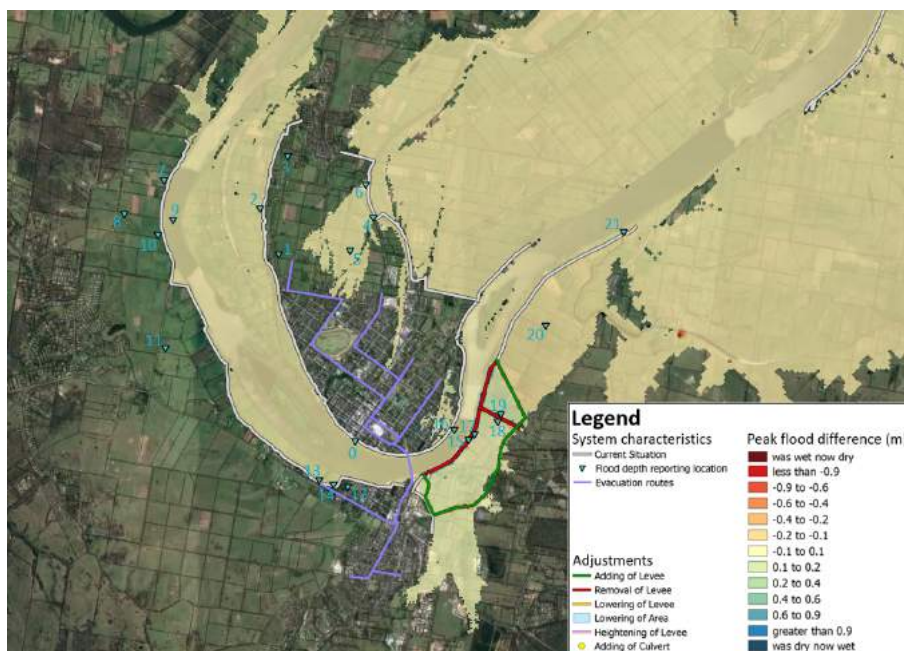 3
7
6
2
8
9
4
21
10
1
5
20
11
19
18
16
17
15
0
13
14
12
Legend
System characteristics
Current Situation
Flood depth reporting location
Evacuation routes
Adjustments
Adding of Levee
Removal of Levee
Lowering of Levee
Lowering of Area
Heightening of Levee
Adding of Culvert
Peak flood difference (m)
was wet now dry
less than -0.9
-0.9 to -0.6
-0.6 to -0.4
-0.4 to -0.2
-0.2 to -0.1
-0.1 to 0.1
0.1 to 0.2
0.2 to 0.4
0.4 to 0.6
0.6 to 0.9
greater than 0.9
was dry now wet